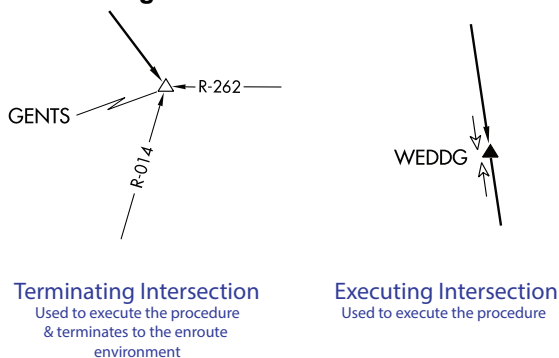 R-262
GENTS
R-014
WEDDG
Terminating Intersection
Used to execute the procedure
& terminates to the enroute
environment
Executing Intersection
Used to execute the procedure